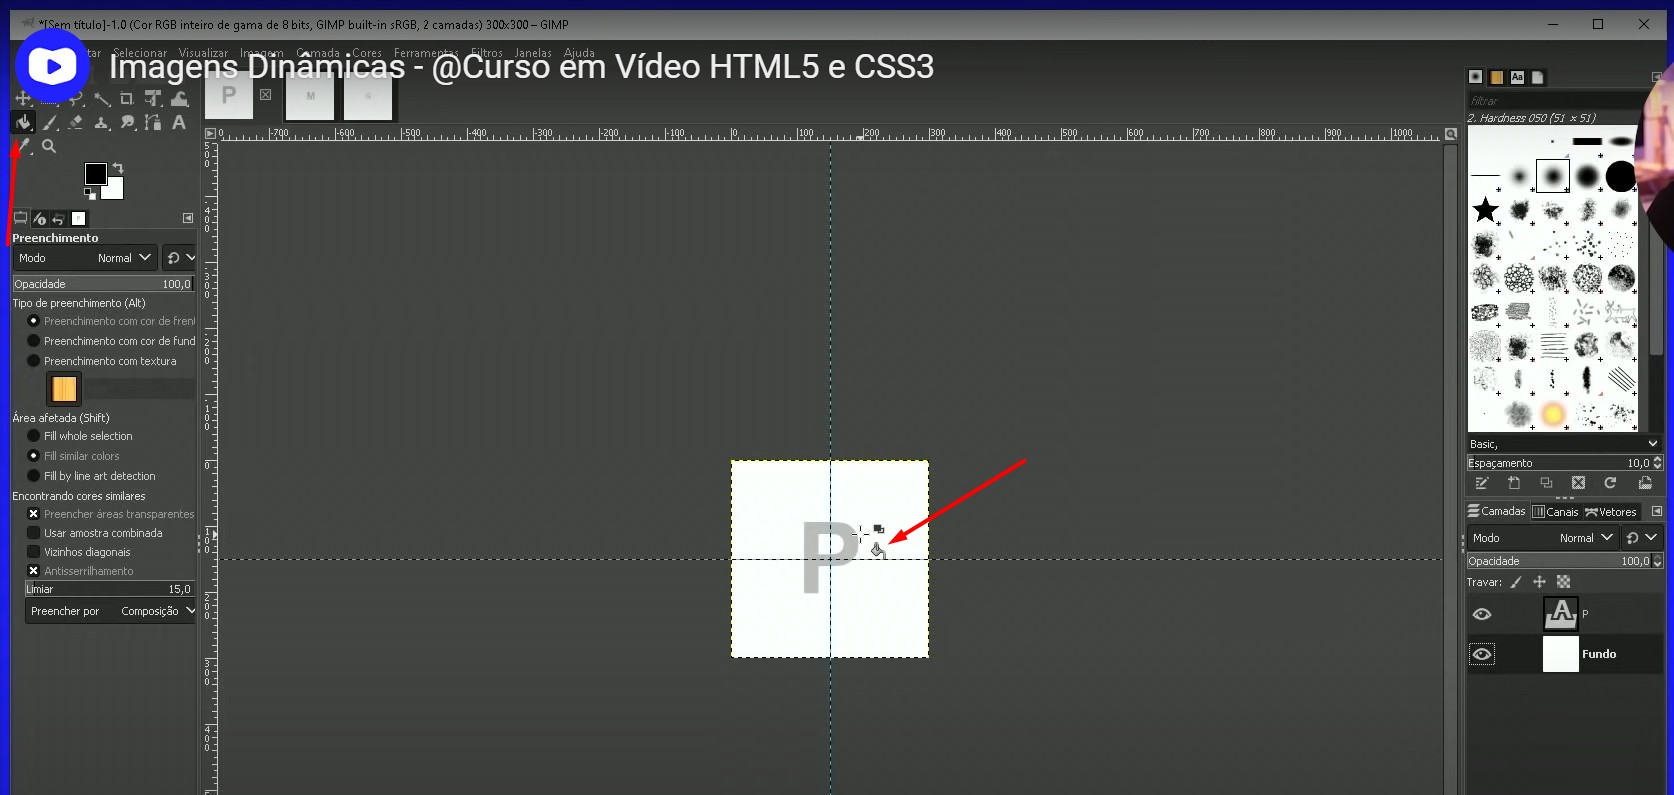 *[Sem título]-1.0 (Cor RGB inteiro de gama de 8 bits, GIMP built-in sRGB, 2 camadas) 300x300 – GIMP
tar Selecionar Visualizar Imagem Camada Cores Ferramentas Filtros Janelas Ajuda
Imagens Dinâmicas - @Curso em Vídeo HTML5 e CSS3
P M G
-700 -600 -500 -400 -300 -200 -100 0 100 200 300 400 500 600 700 800 900 1000
Preenchimento
Modo Normal
Opacidade 100,0
Tipo de preenchimento (Alt)
Preenchimento com cor de fren
Preenchimento com cor de fund
Preenchimento com textura
Área afetada (Shift)
Fill whole selection
Fill similar colors
Fill by line art detection
Encontrando cores similares
Preencher áreas transparentes
Usar amostra combinada
Vizinhos diagonais
Antisserrilhamento
Limiar 15,0
Preencher por Composição
P
Aa
filtrar
2. Hardness 050 (51 × 51)
Basic,
Espaçamento 10,0
Camadas Canais Vetores
Modo Normal
Opacidade 100,0
Travar:
P
Fundo